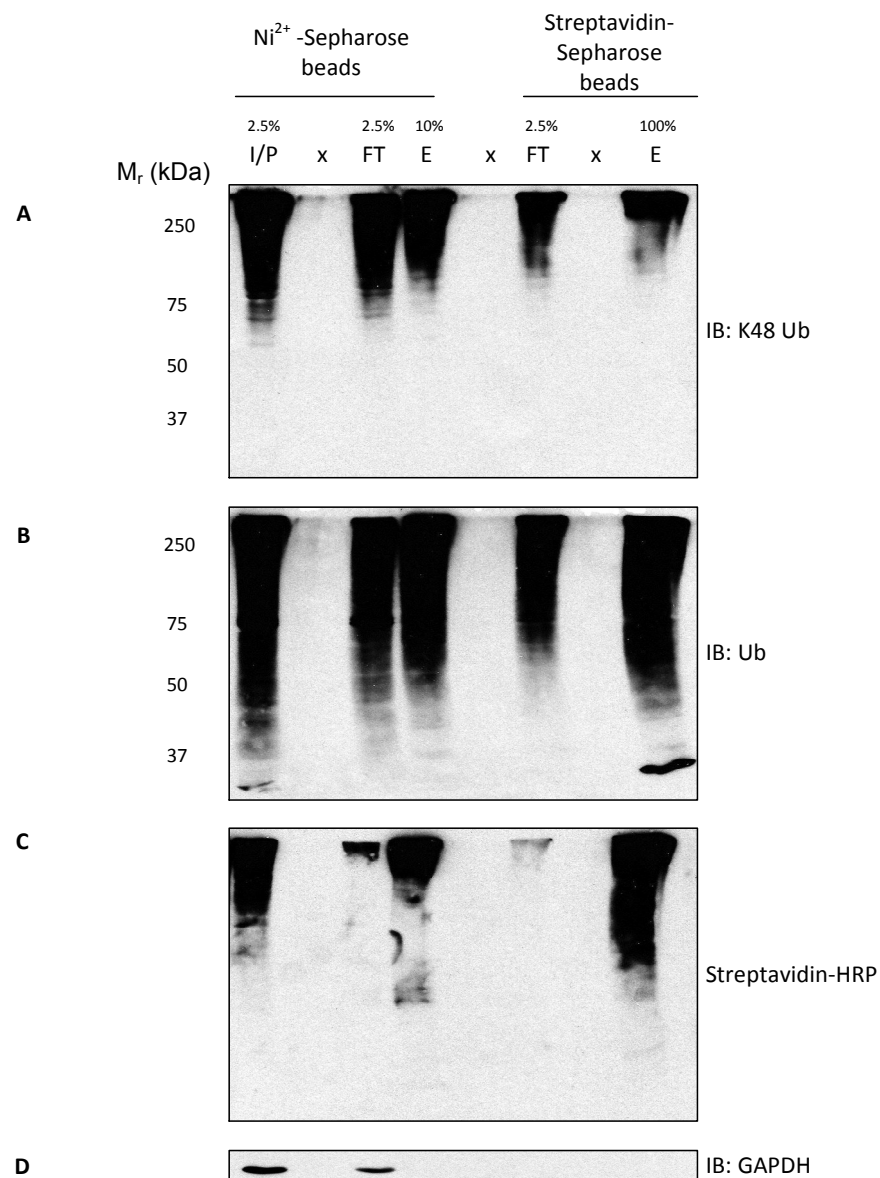 Ni2+ -Sepharose
beads
Streptavidin-
Sepharose
beads
2.5% 2.5% 10% 2.5% 100%
I/P x FT E x FT x E
Mr (kDa)
A
250
75
50
37
IB: K48 Ub
B
250
75
50
37
IB: Ub
C
Streptavidin-HRP
D
IB: GAPDH